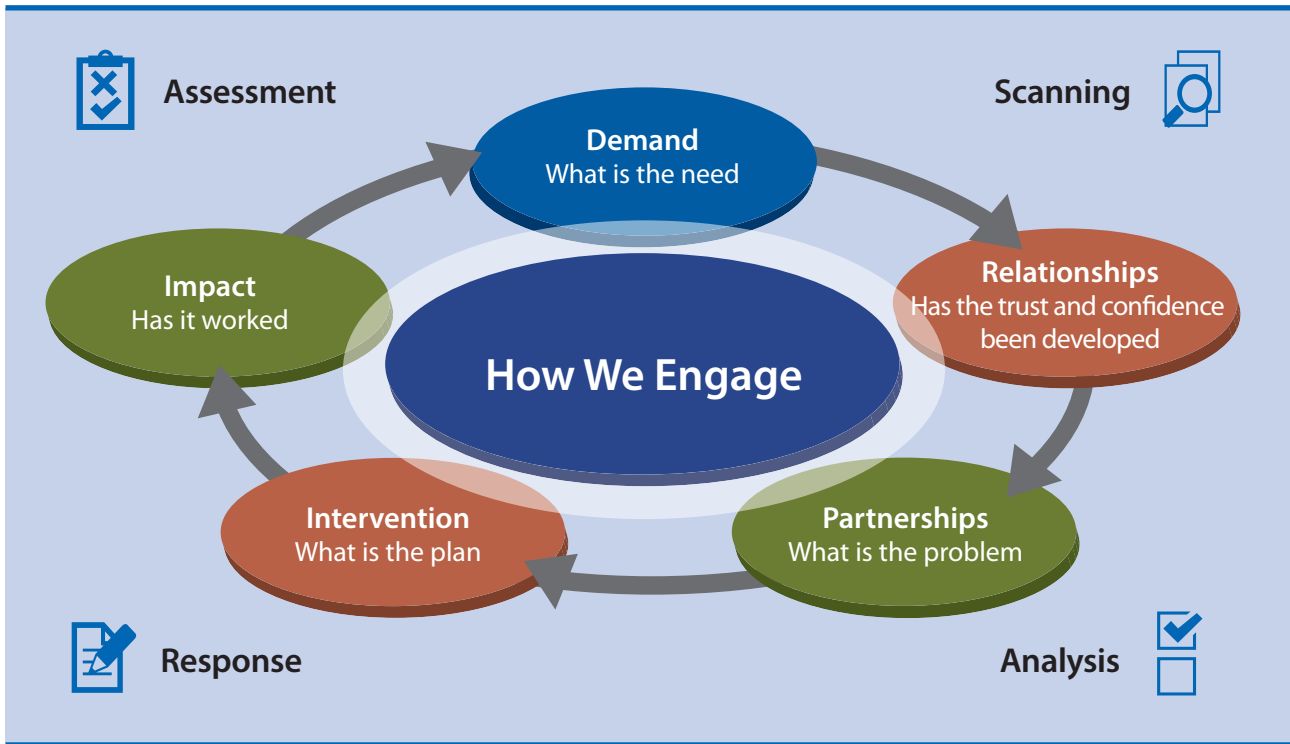 Assessment
Scanning
Demand
What is the need
Impact
Has it worked
Relationships
Has the trust and confidence
been developed
How We Engage
Intervention
What is the plan
Partnerships
What is the problem
Response
Analysis